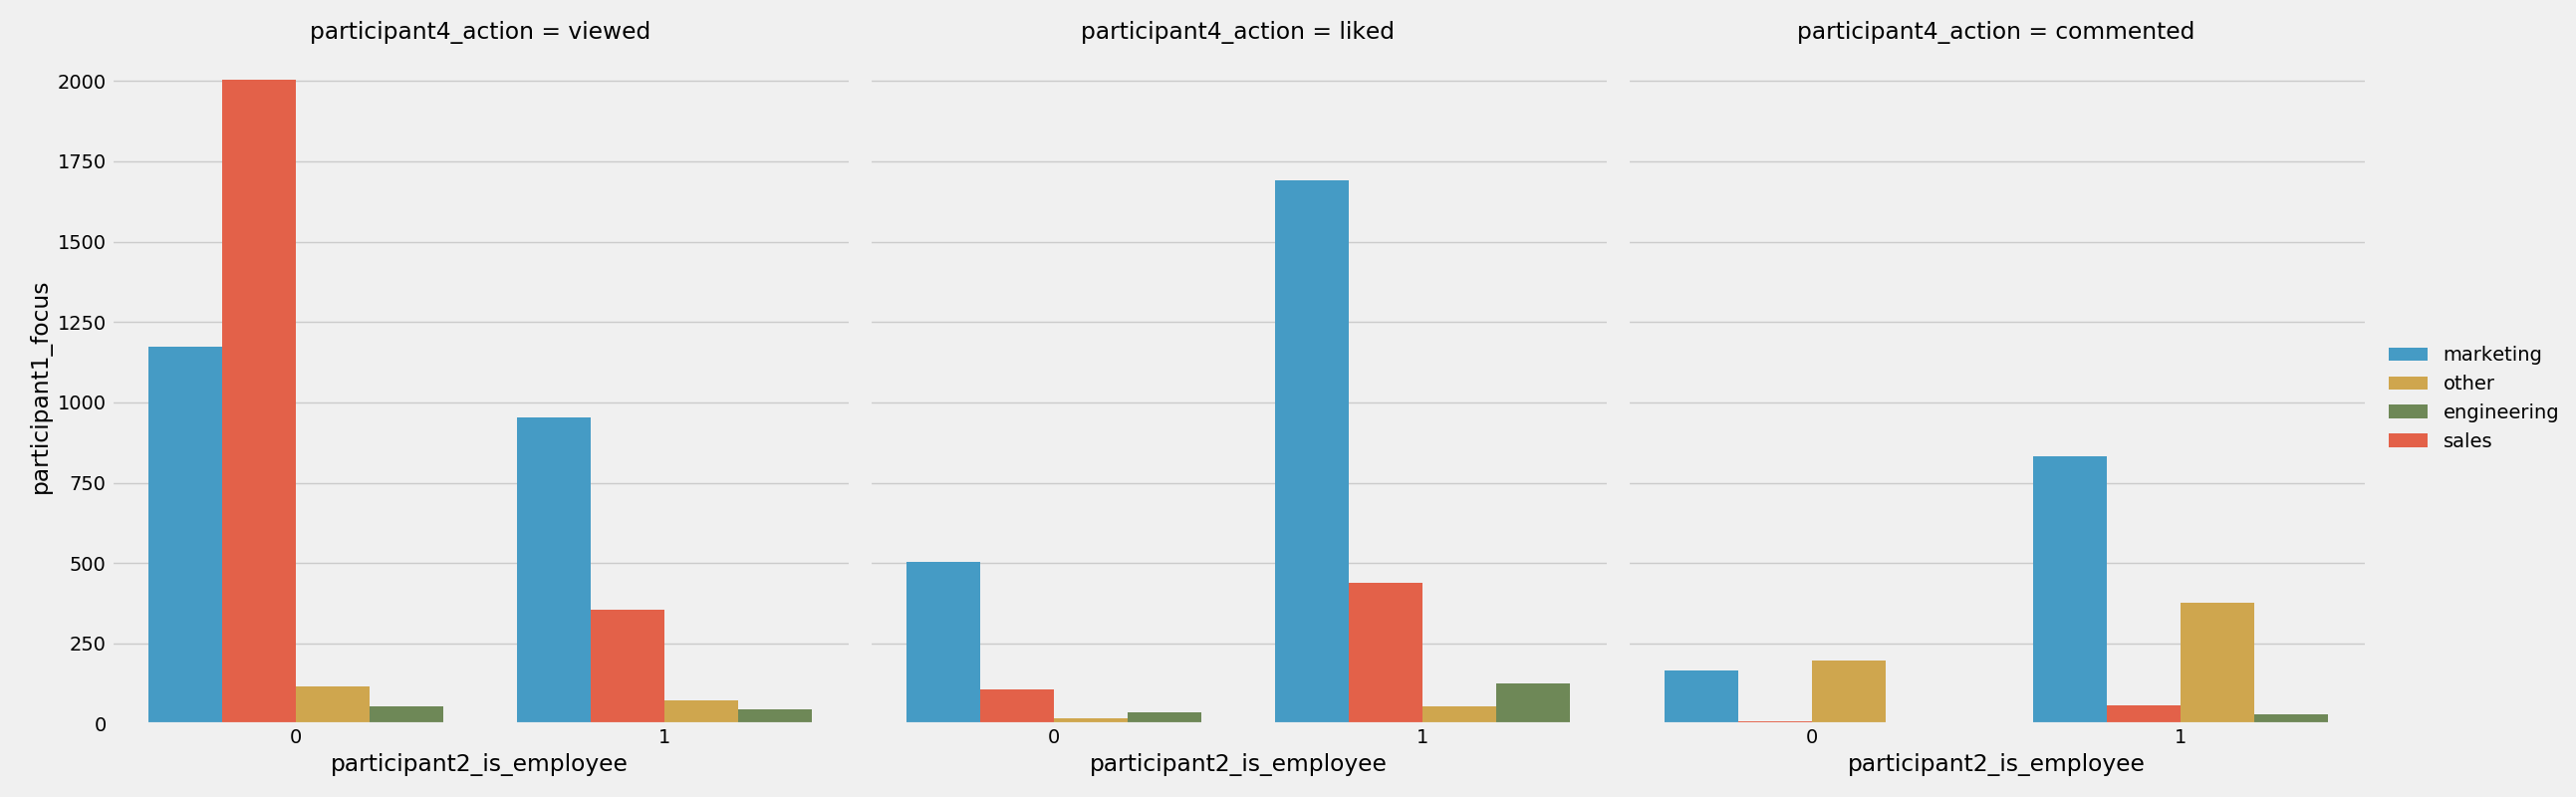 participant4_action = viewed
participant4_action = liked
participant4_action = commented
participant1_focus
2000
1750
1500
1250
1000
750
500
250
0
0 1
participant2_is_employee
0 1
participant2_is_employee
0 1
participant2_is_employee
marketing
other
engineering
sales